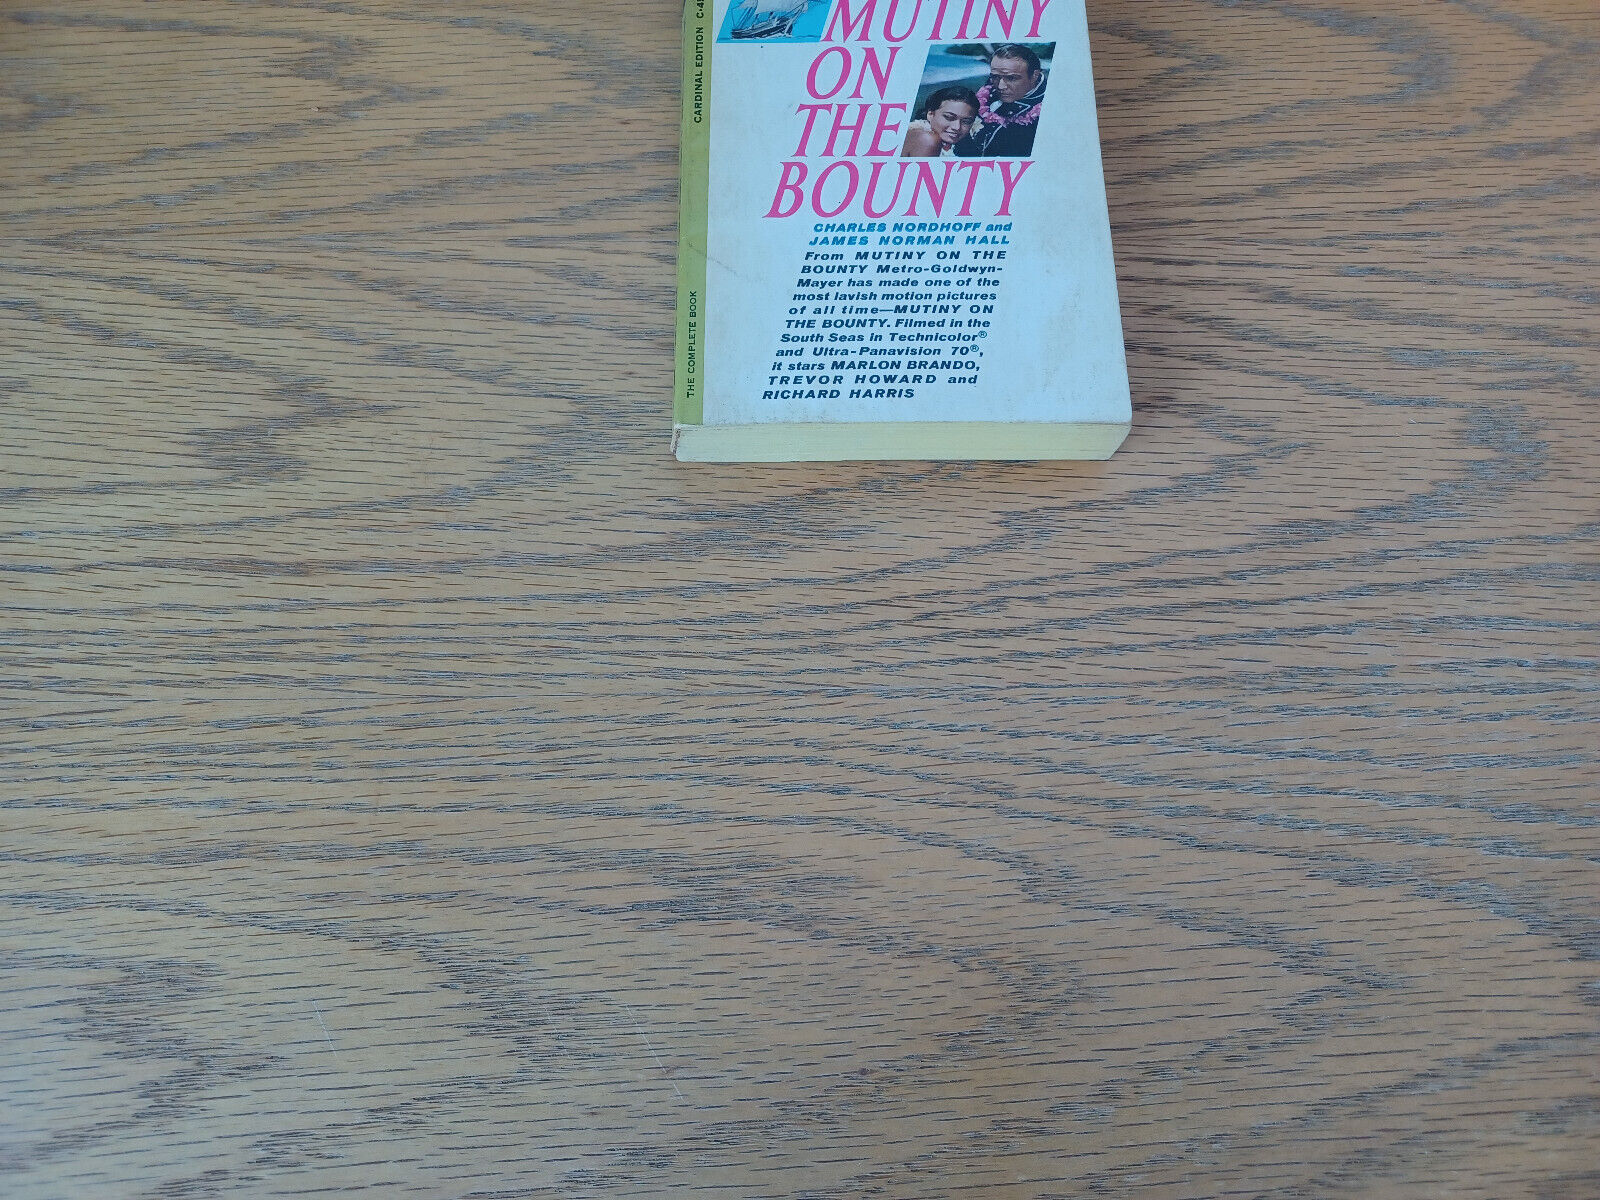 MUTINY
ON
THE
BOUNTY
CHARLES NORDHOFF and
JAMES NORMAN HALL
From MUTINY ON THE
BOUNTY Metro-Goldwyn-
Mayer has made one of the
most lavish motion pictures
of all time—MUTINY ON
THE BOUNTY. Filmed in the
South Seas in Technicolor®
and Ultra-Panavision 70®,
it stars MARLON BRANDO,
TREVOR HOWARD and
RICHARD HARRIS
THE COMPLETE BOOK
CARDINAL EDITION